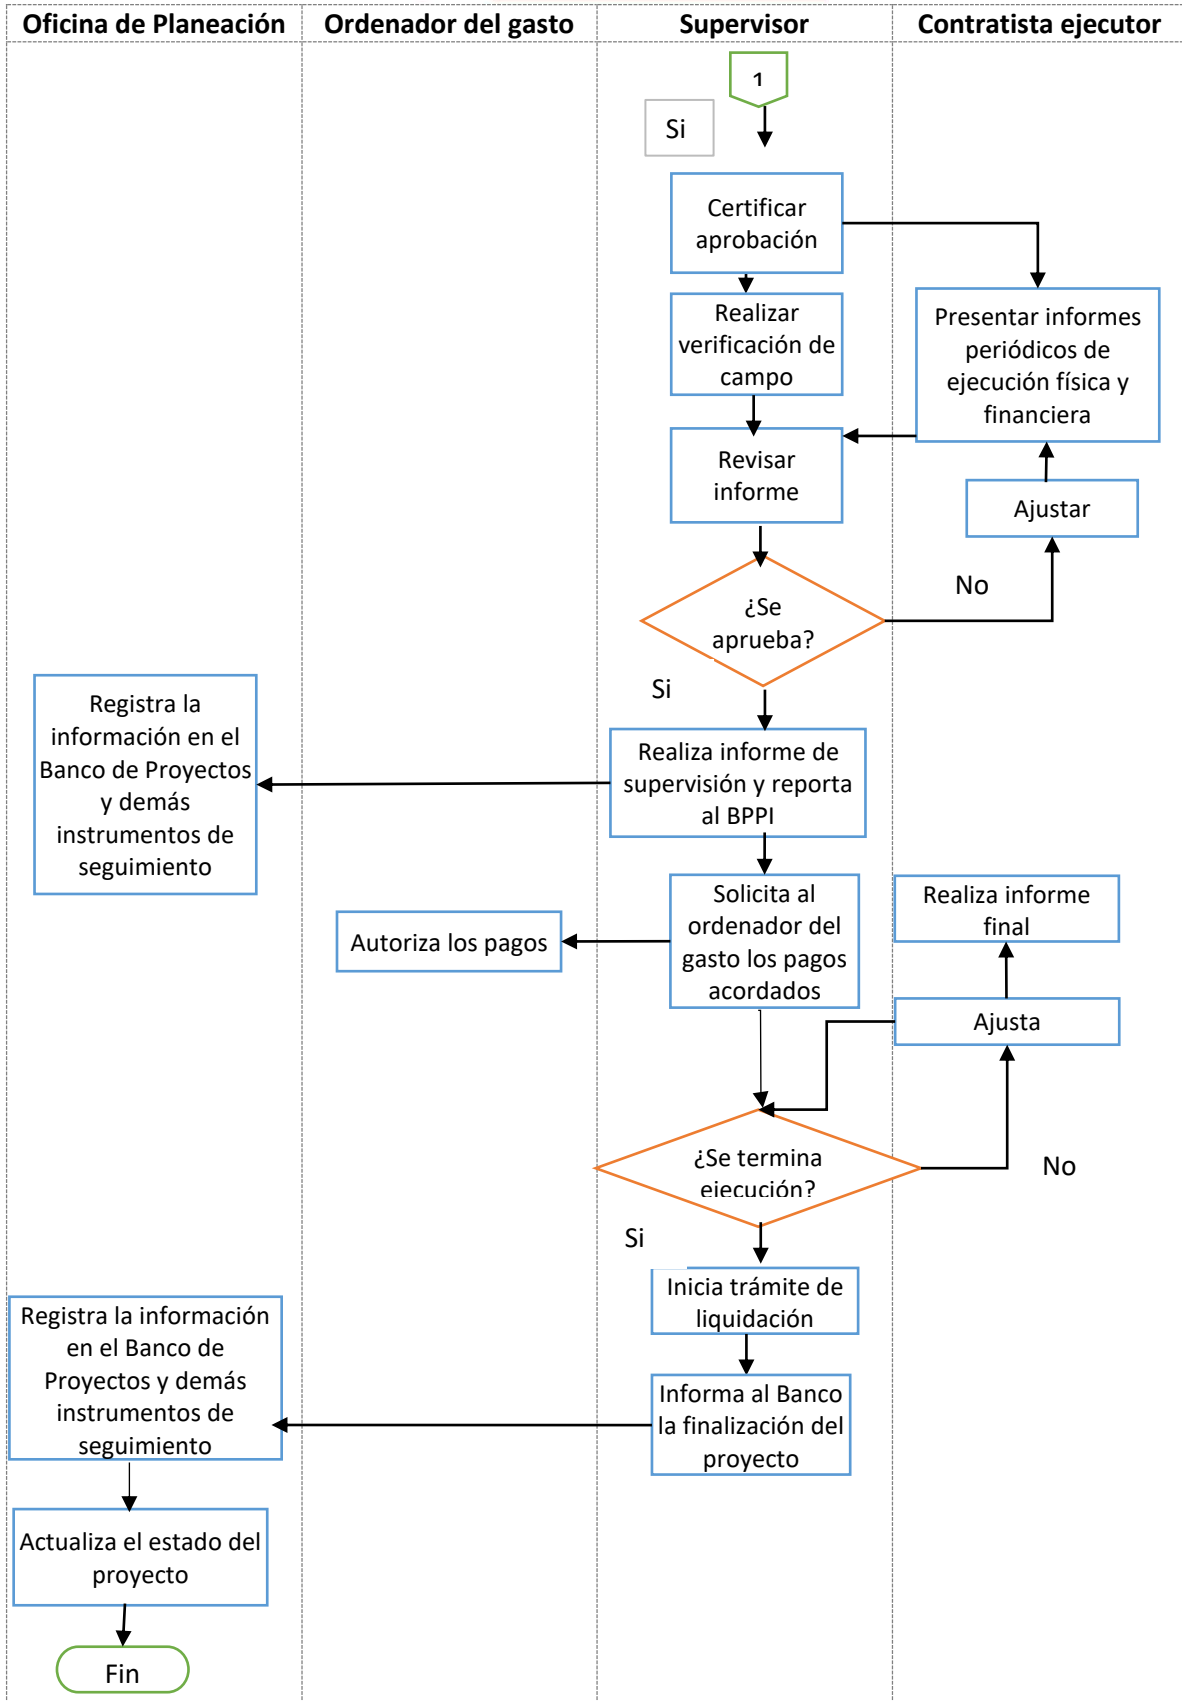 Oficina de Planeación
Ordenador del gasto
Supervisor
Contratista ejecutor
1
Si
Certificar
aprobación
Realizar
verificación de
campo
Presentar informes
periódicos de
ejecución física y
financiera
Revisar
informe
Ajustar
No
¿Se
aprueba?
Si
Registra la
información en el
Banco de Proyectos
y demás
instrumentos de
seguimiento
Realiza informe de
supervisión y reporta
al BPPI
Solicita al
ordenador del
gasto los pagos
acordados
Autoriza los pagos
Realiza informe
final
Ajusta
¿Se termina
ejecución?
No
Si
Inicia trámite de
liquidación
Registra la información
en el Banco de
Proyectos y demás
instrumentos de
seguimiento
Informa al Banco
la finalización del
proyecto
Actualiza el estado del
proyecto
Fin